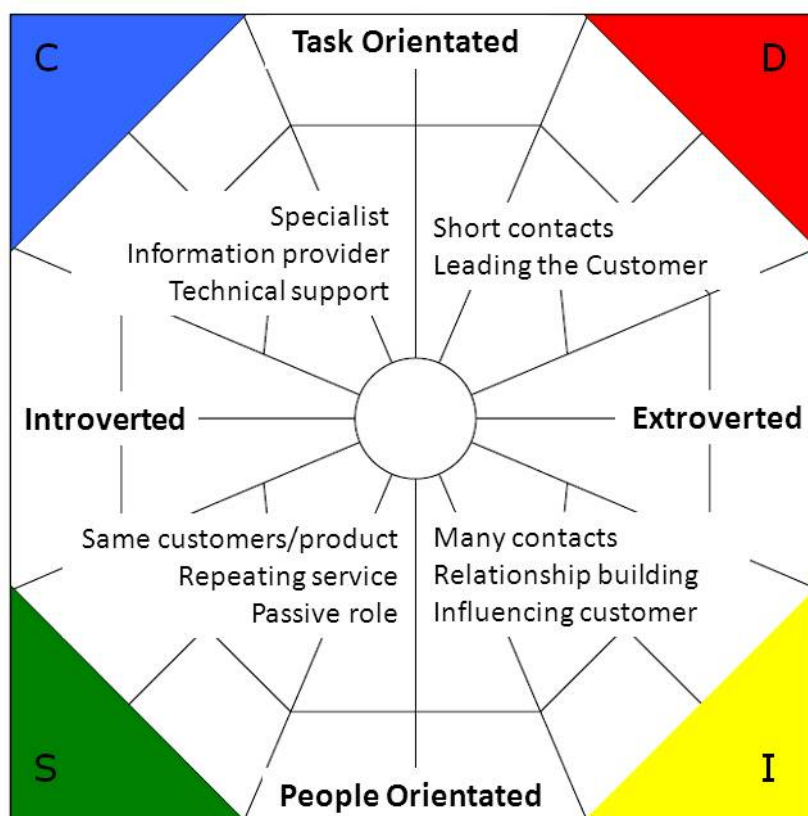 C
Task Orientated
D
Specialist
Information provider
Technical support
Short contacts
Leading the Customer
Introverted
Extroverted
Same customers/product
Repeating service
Passive role
Many contacts
Relationship building
Influencing customer
S
People Orientated
I